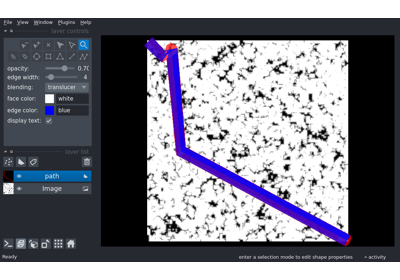 File View Window Plugins Help
layer controls
opacity: 0.70
edge width: 4
blending: translucer
face color: white
edge color: blue
display text:
layer list
path
Image
Ready enter a selection mode to edit shape properties activity